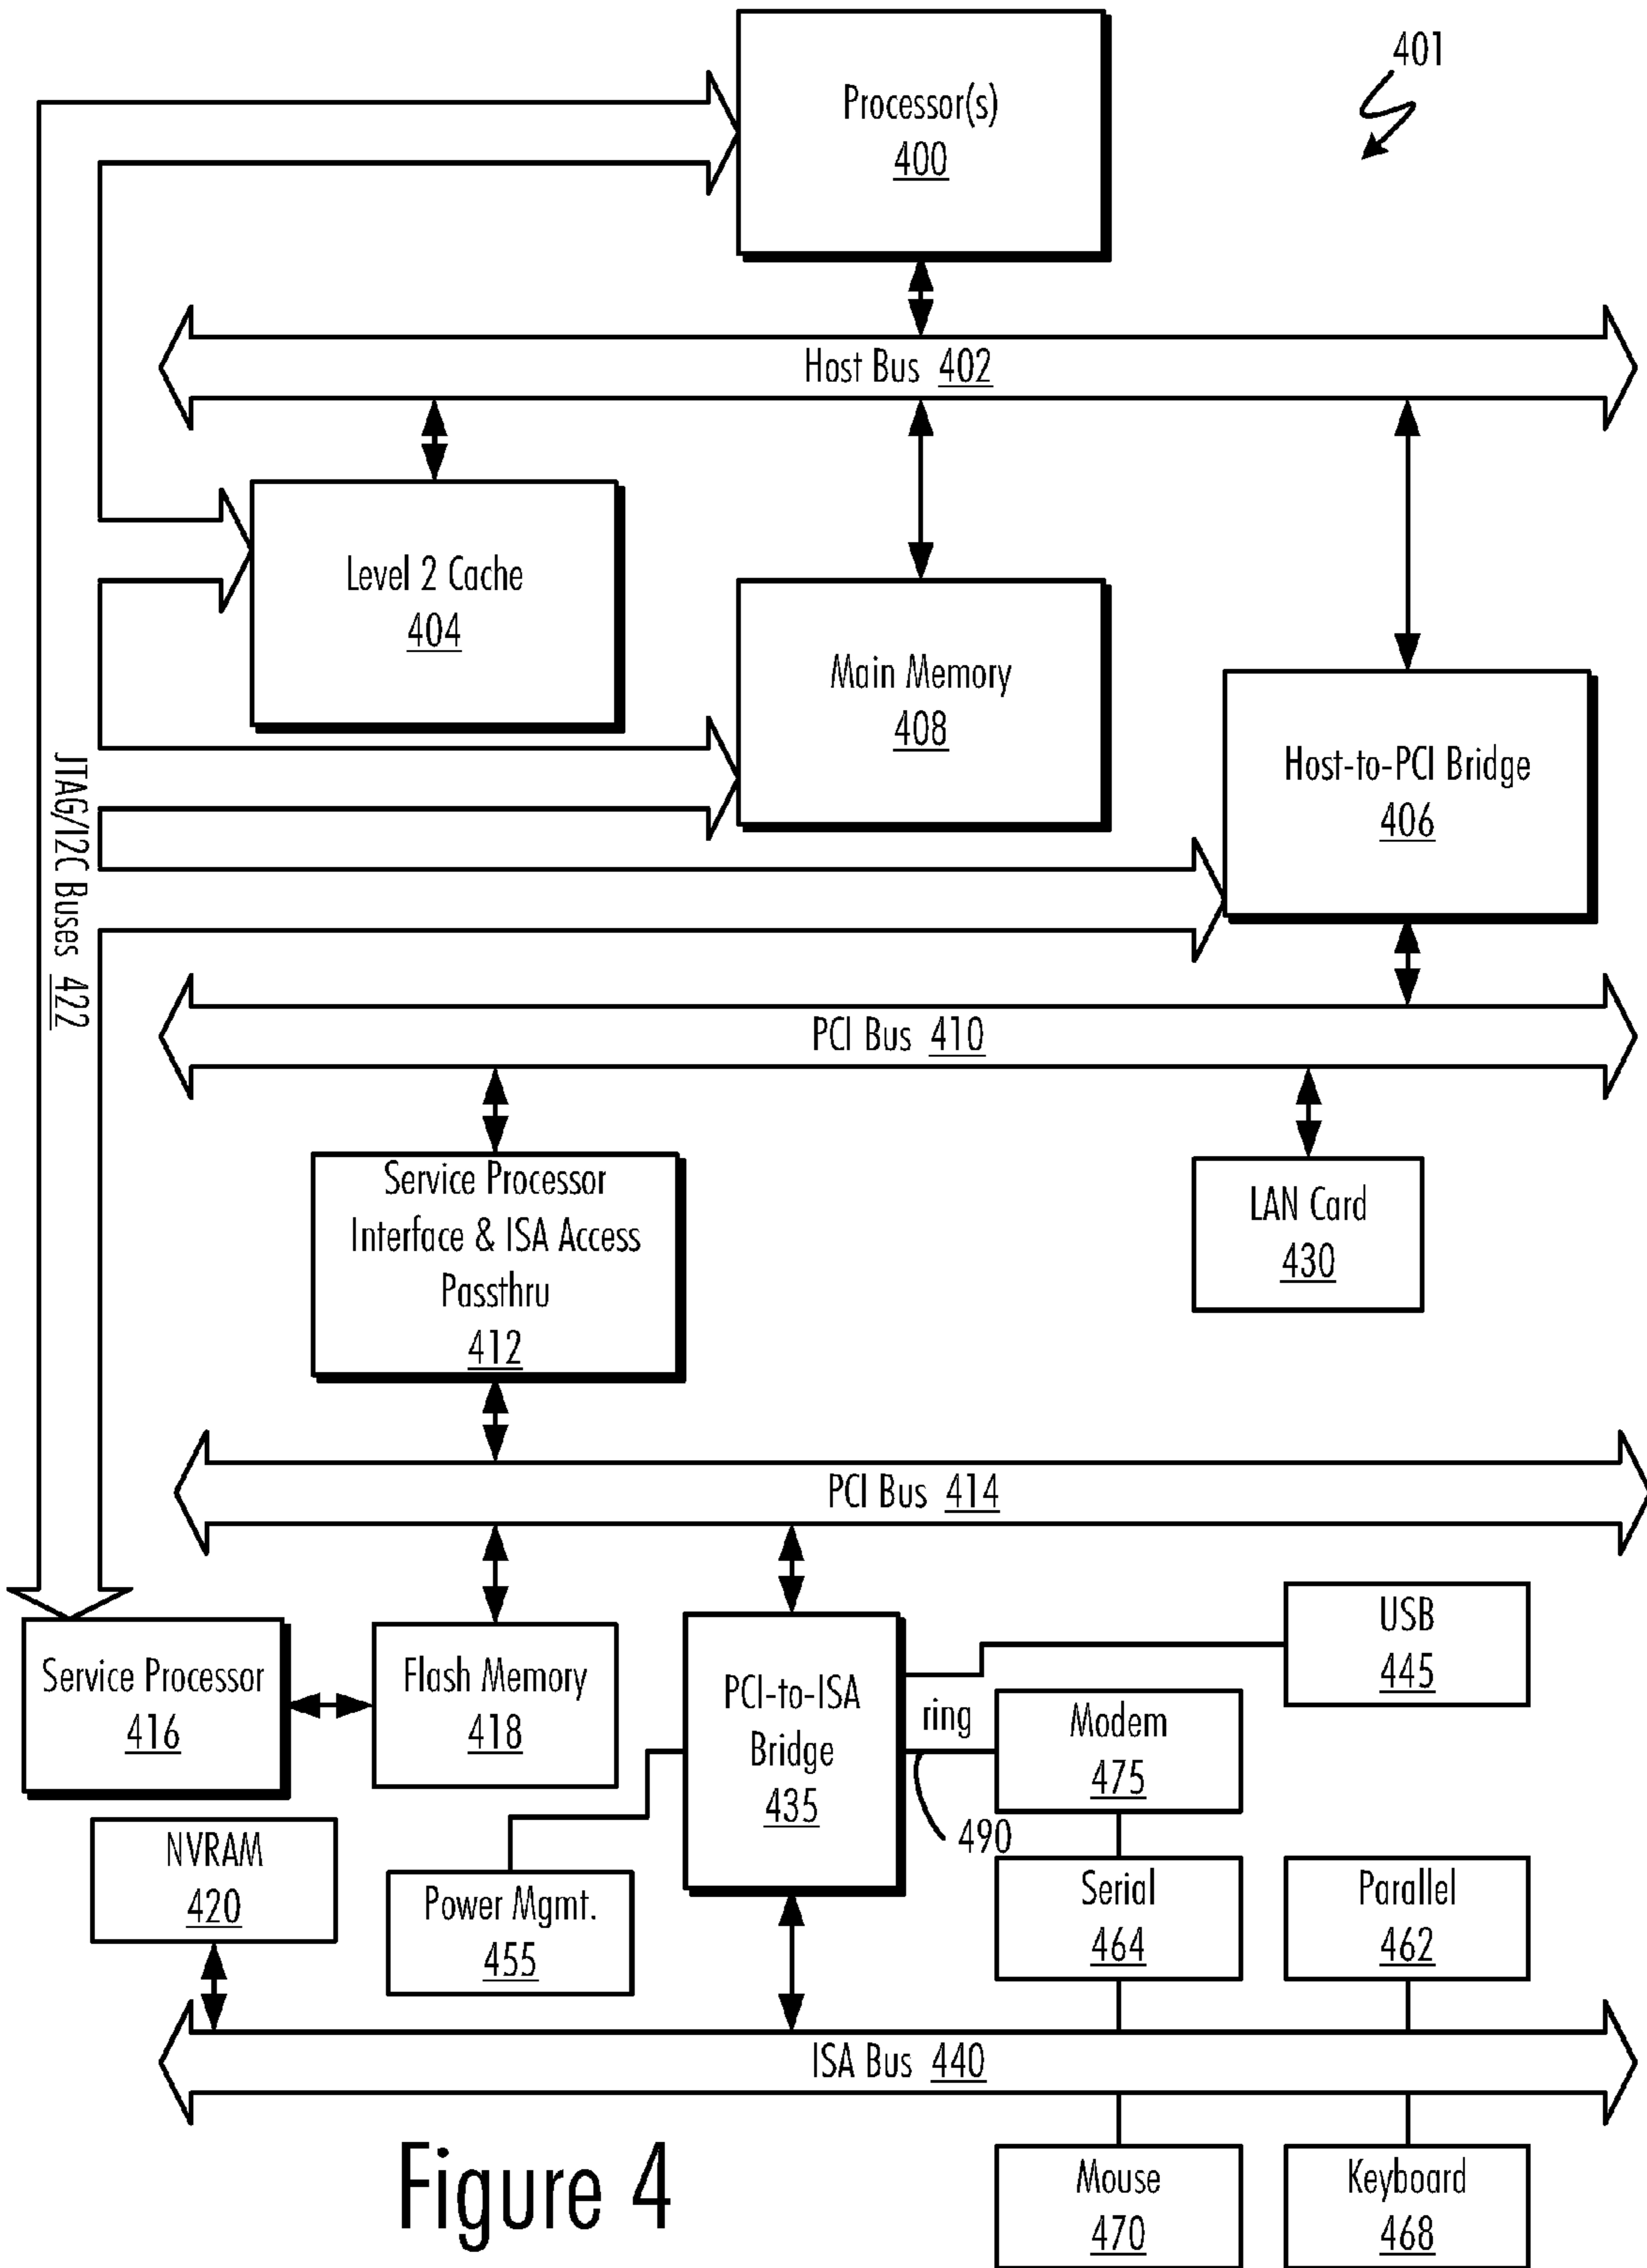 Processor(s)
400
401
Host Bus 402
Level 2 Cache
404
Main Memory
408
Host-to-PCI Bridge
406
JTAG/I2C Buses 422
PCI Bus 410
Service Processor
Interface & ISA Access
Passthru
412
LAN Card
430
PCI Bus 414
Service Processor
416
Flash Memory
418
PCI-to-ISA
Bridge
435
USB
445
ring
Modem
475
490
NVRAM
420
Power Mgmt.
455
Serial
464
Parallel
462
ISA Bus 440
Mouse
470
Keyboard
468
Figure 4